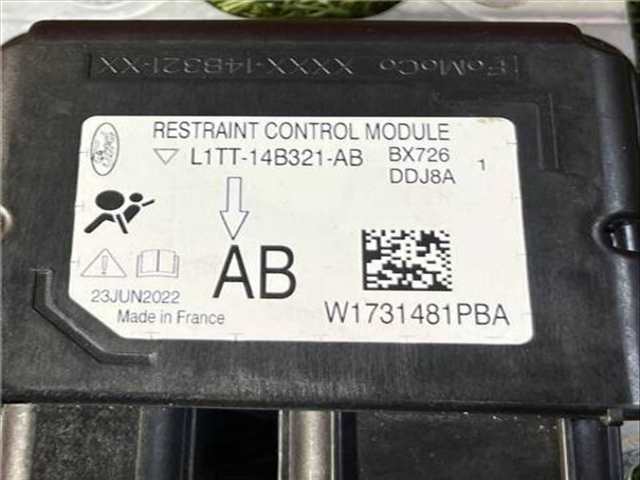 FoMoCo XXXX-14B321-XX
RESTRAINT CONTROL MODULE
L1TT-14B321-AB BX726 1
DDJ8A
AB
23JUN2022
Made in France
W1731481PBA